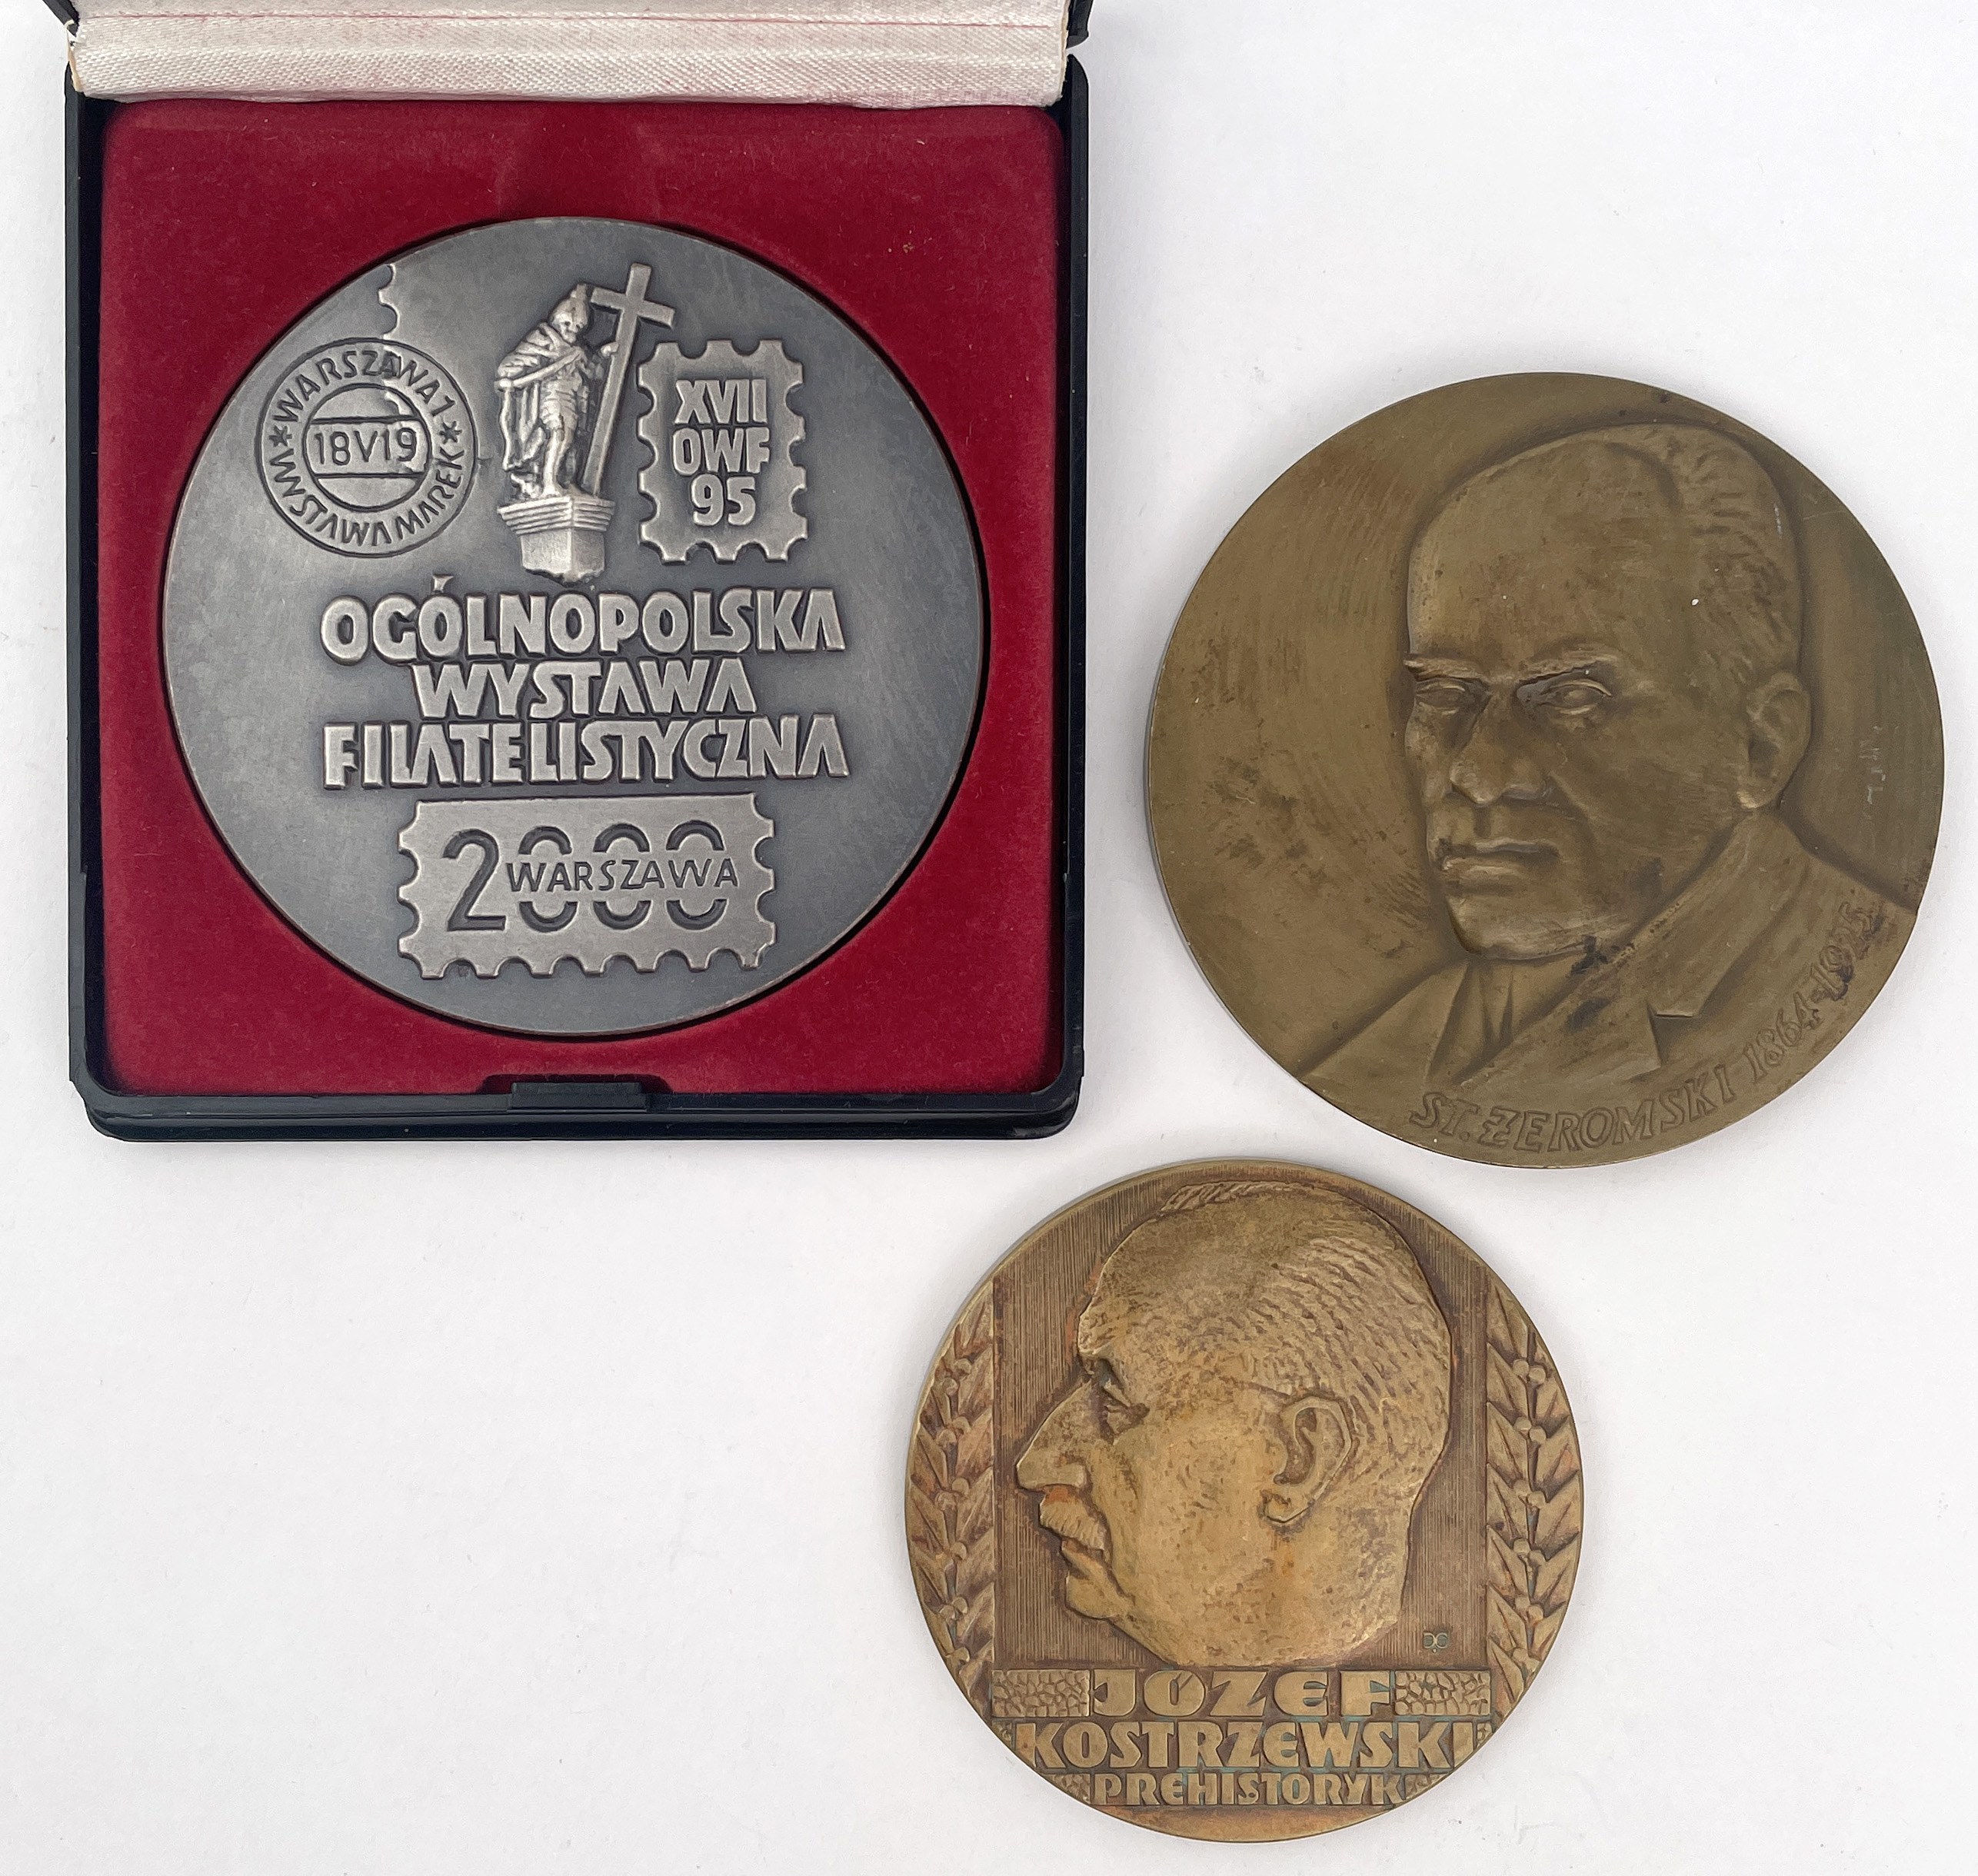 WARSZAWA 1
18 V 19
WYSTAWA MAREK
XVII
OWF
95
OGÓLNOPOLSKA
WYSTAWA
FILATELISTYCZNA
2000
WARSZAWA
ST. ŻEROMSKI 1864-1925
JÓZEF
KOSTRZEWSKI
PREHISTORYK